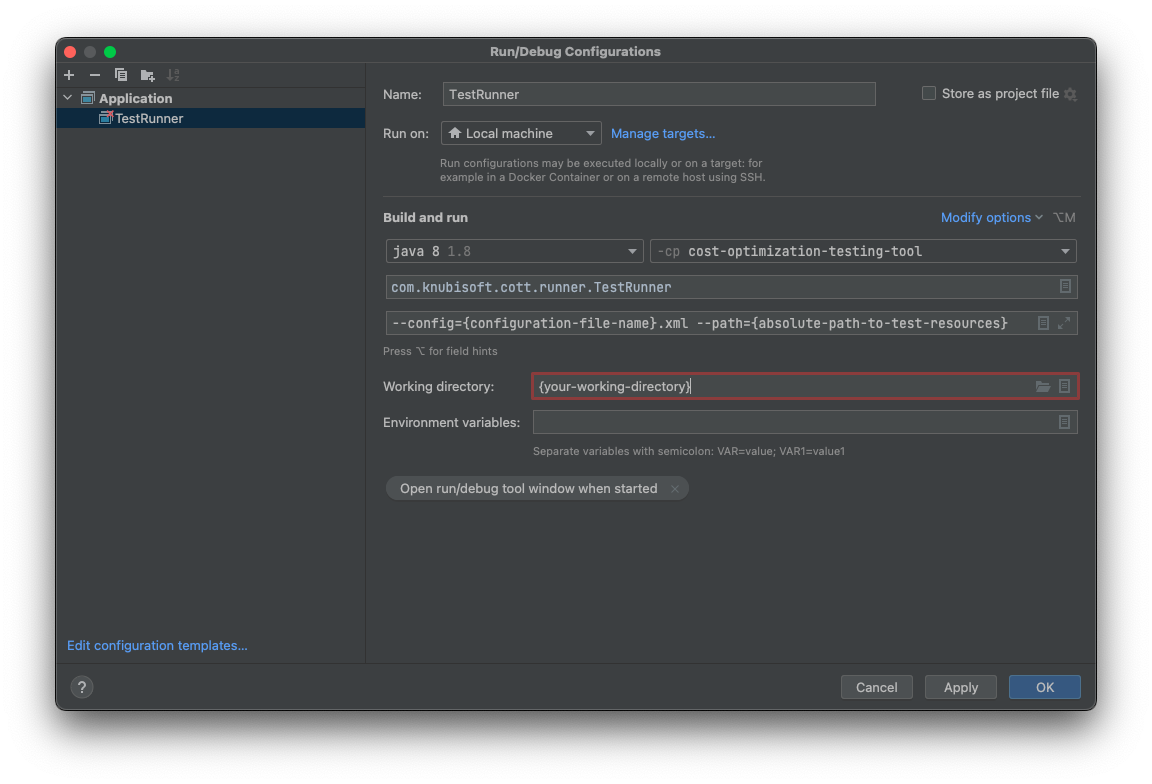 Run/Debug Configurations
Application
TestRunner
Name: TestRunner Store as project file
Run on: Local machine Manage targets...
Run configurations may be executed locally or on a target: for
example in a Docker Container or on a remote host using SSH.
Build and run Modify options ⌥M
java 8 1.8 -cp cost-optimization-testing-tool
com.knubisoft.cott.runner.TestRunner
--config={configuration-file-name}.xml --path={absolute-path-to-test-resources}
Press ⌥ for field hints
Working directory: {your-working-directory}
Environment variables:
Separate variables with semicolon: VAR=value; VAR1=value1
Open run/debug tool window when started
Edit configuration templates...
? Cancel Apply OK